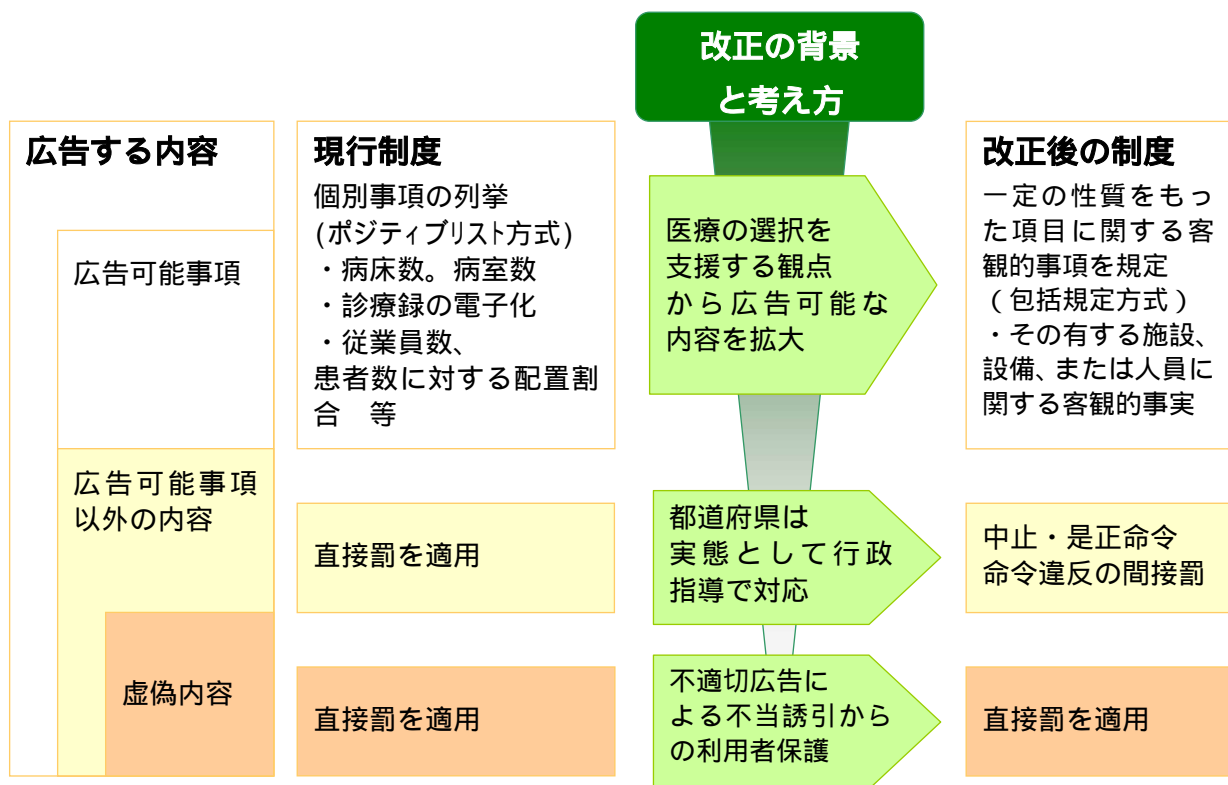 改正の背景
と考え方
広告する内容
広告可能事項
広告可能事項
以外の内容
虚偽内容
現行制度
個別事項の列挙
(ポジティブリスト方式)
・病床数。病室数
・診療録の電子化
・従業員数、
患者数に対する配置割
合 等
直接罰を適用
直接罰を適用
医療の選択を
支援する観点
から広告可能な
内容を拡大
都道府県は
実態として行政
指導で対応
不適切広告に
よる不当誘引から
の利用者保護
改正後の制度
一定の性質をもっ
た項目に関する客
観的事項を規定
(包括規定方式)
・その有する施設、
設備、または人員に
関する客観的事実
中止・是正命令
命令違反の間接罰
直接罰を適用